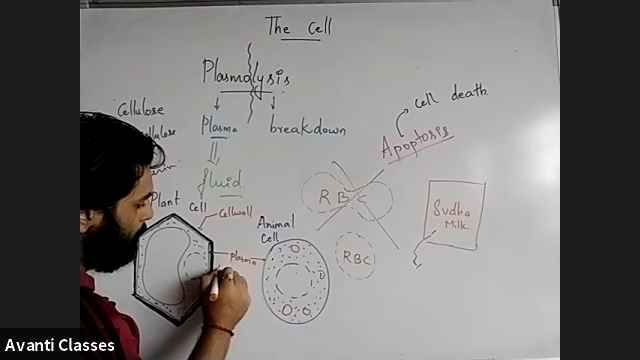 The Cell
Plasmolysis
Cellulose
Plasma
breakdown
fluid
cell death
Apoptosis
RBC
Sudha
Milk
Plant
Cell
Cellwall
Animal
Cell
Plasma
RBC
Avanti Classes